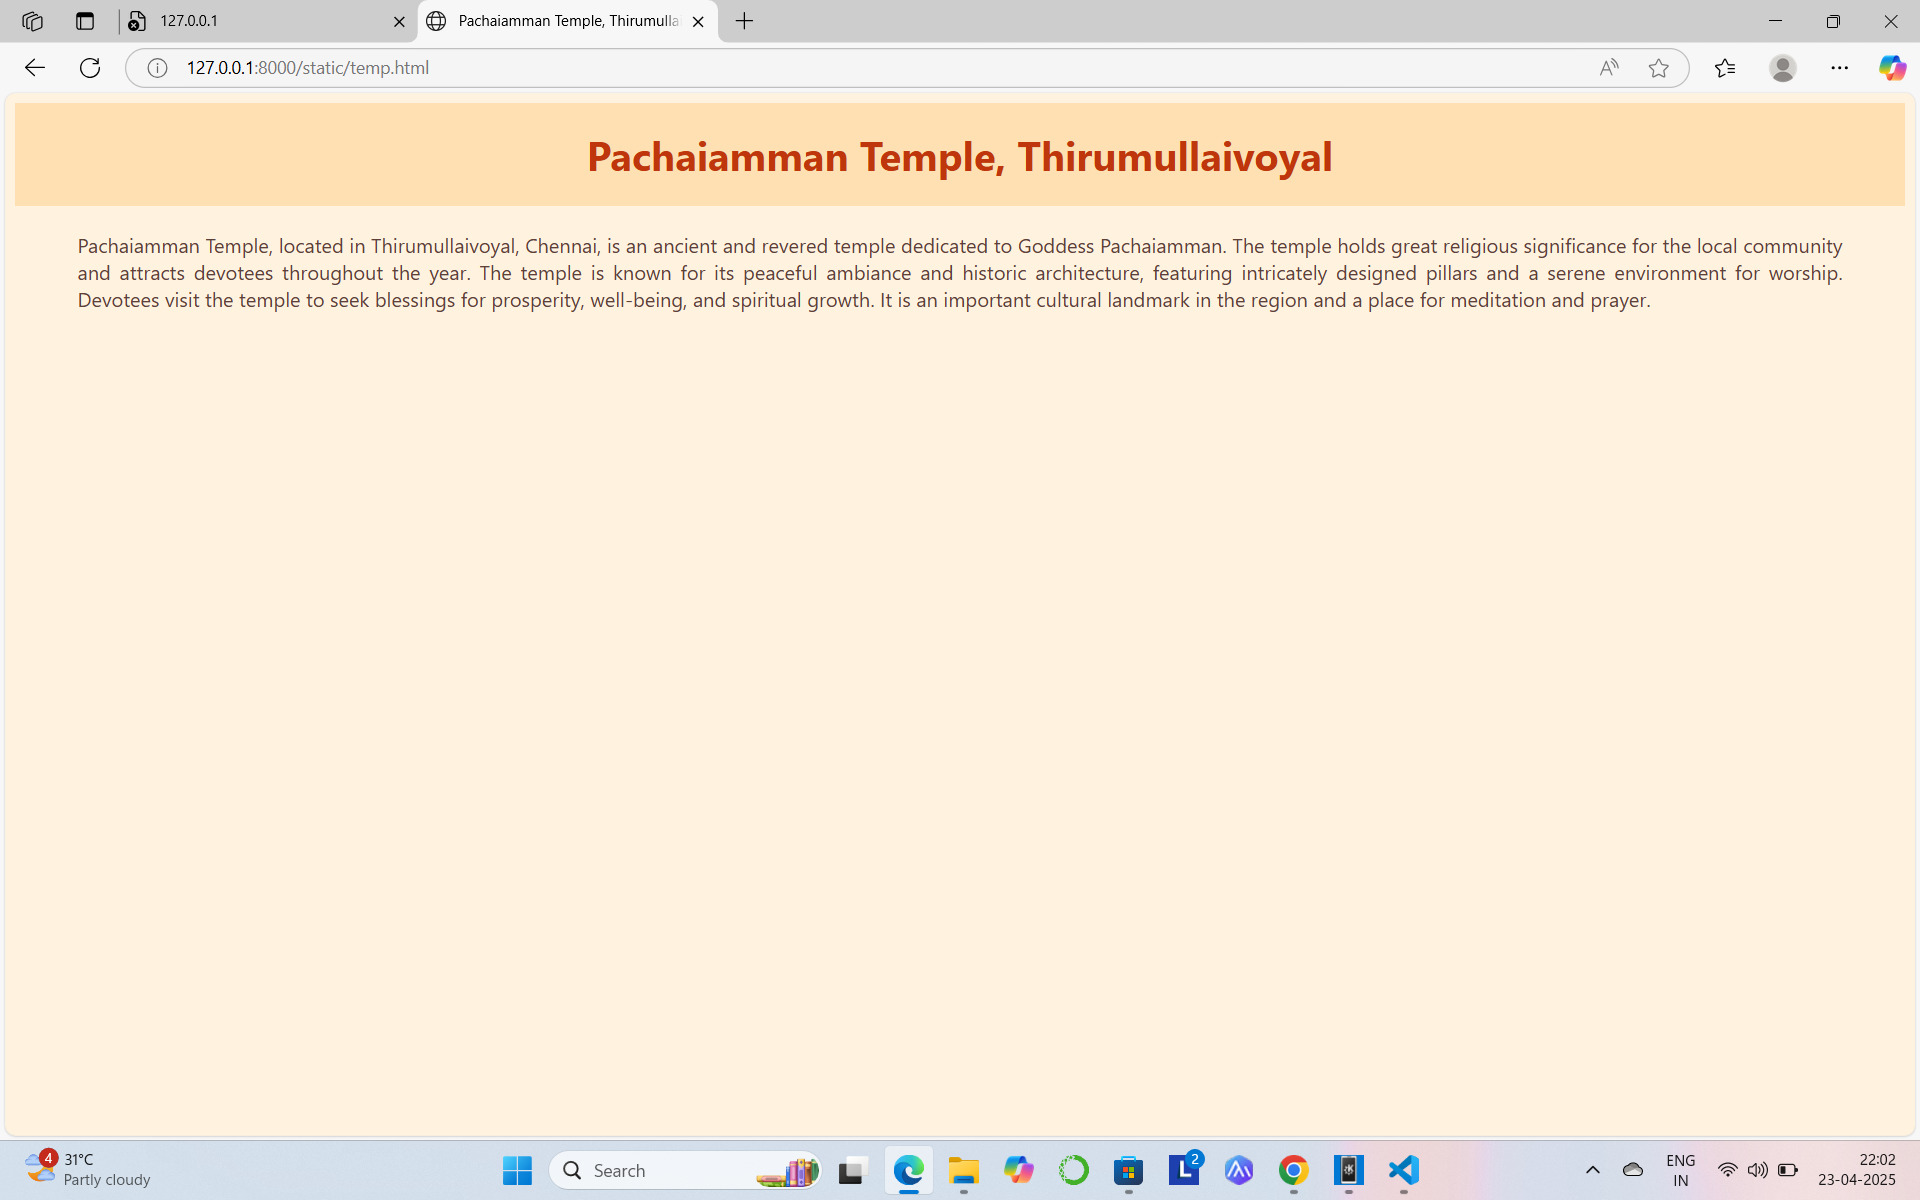 127.0.0.1
Pachaiamman Temple, Thirumulla
127.0.0.1:8000/static/temp.html
Pachaiamman Temple, Thirumullaivoyal
Pachaiamman Temple, located in Thirumullaivoyal, Chennai, is an ancient and revered temple dedicated to Goddess Pachaiamman. The temple holds great religious significance for the local community
and attracts devotees throughout the year. The temple is known for its peaceful ambiance and historic architecture, featuring intricately designed pillars and a serene environment for worship.
Devotees visit the temple to seek blessings for prosperity, well-being, and spiritual growth. It is an important cultural landmark in the region and a place for meditation and prayer.
4
31°C
Partly cloudy
Search
L
2
ENG
IN
22:02
23-04-2025